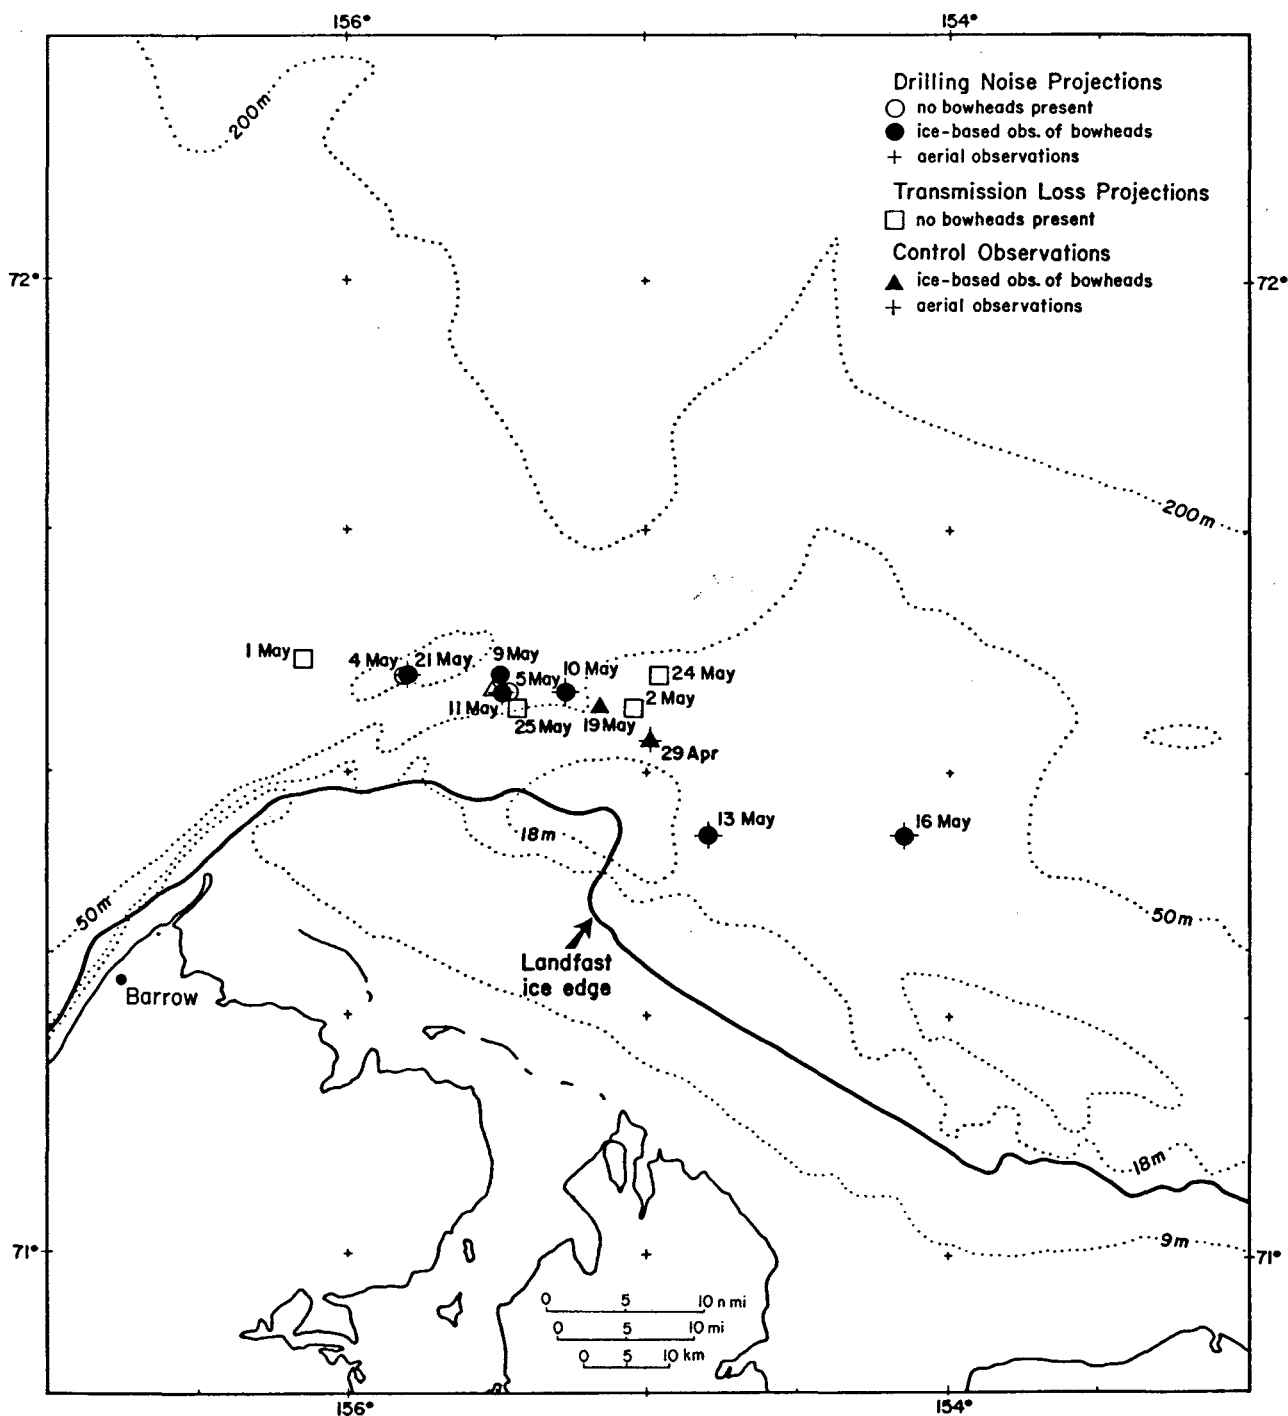 156°
154°
Drilling Noise Projections
no bowheads present
ice-based obs. of bowheads
aerial observations
Transmission Loss Projections
no bowheads present
Control Observations
ice-based obs. of bowheads
aerial observations
200m
72°
72°
200m
1 May
4 May
21 May
9 May
5 May
10 May
24 May
11 May
25 May
19 May
2 May
29 Apr
13 May
16 May
18m
50m
50m
Landfast
ice edge
Barrow
18m
9m
71°
71°
0 5 10 n mi
0 5 10 mi
0 5 10 km
156°
154°